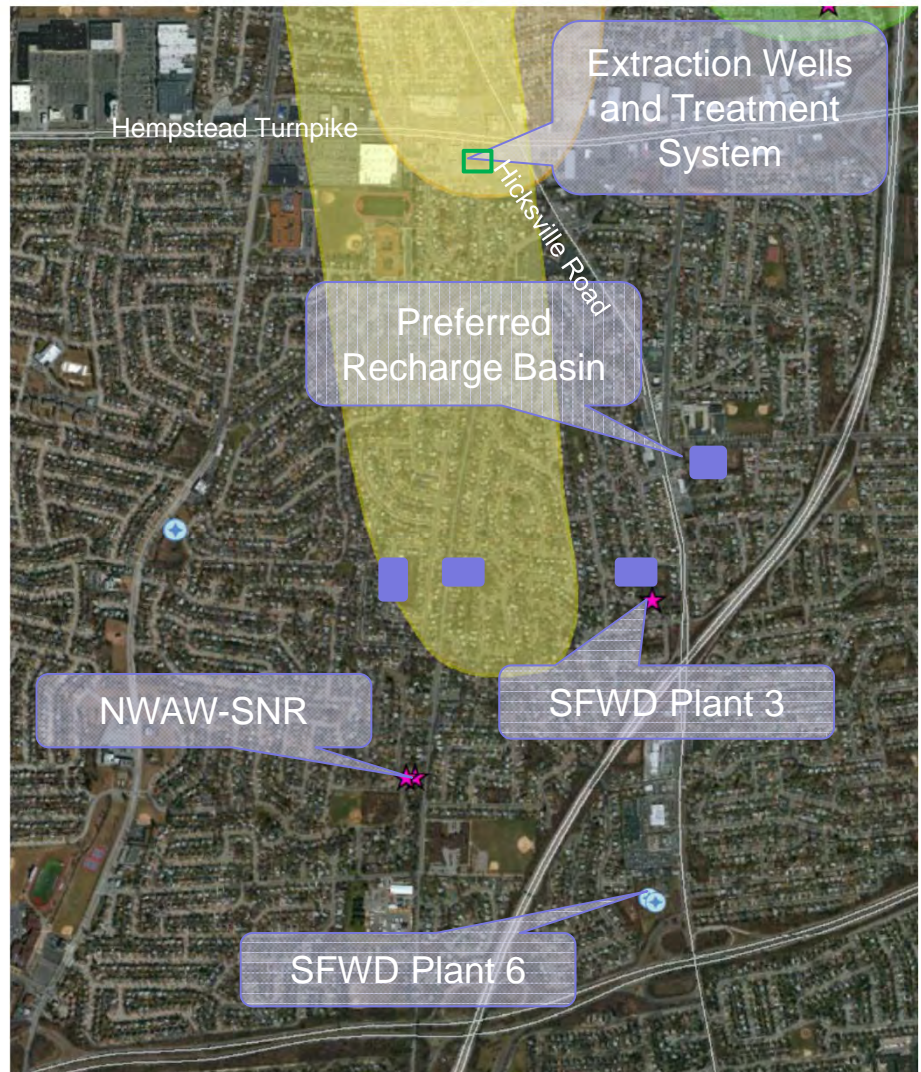 Extraction Wells
and Treatment
System
Hempstead Turnpike
Hicksville Road
Preferred
Recharge Basin
NWAW-SNR
SFWD Plant 3
SFWD Plant 6